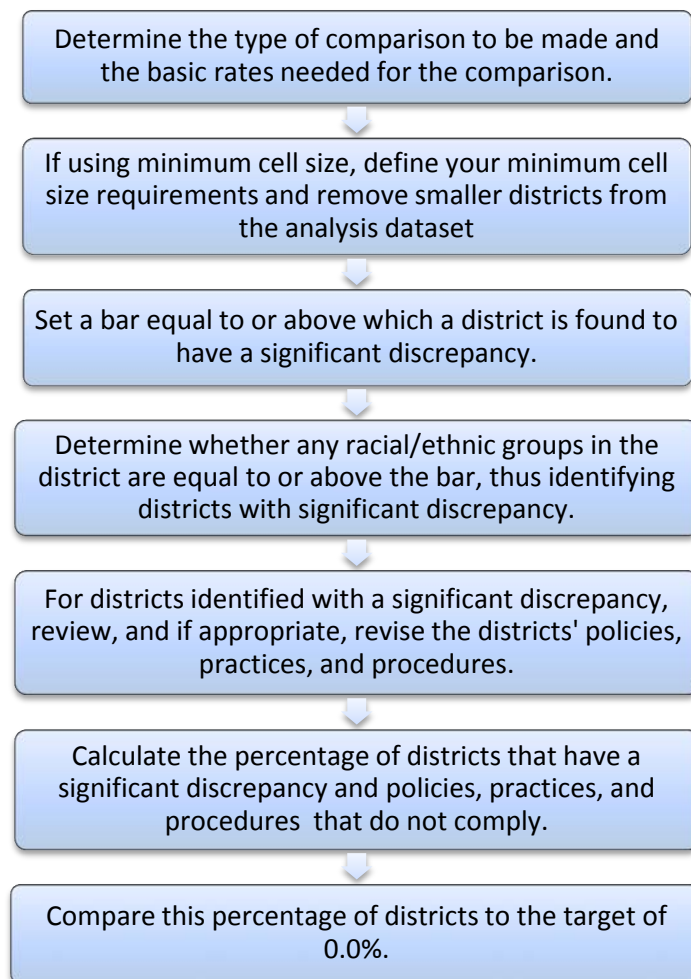 Determine the type of comparison to be made and
the basic rates needed for the comparison.
If using minimum cell size, define your minimum cell
size requirements and remove smaller districts from
the analysis dataset
Set a bar equal to or above which a district is found to
have a significant discrepancy.
Determine whether any racial/ethnic groups in the
district are equal to or above the bar, thus identifying
districts with significant discrepancy.
For districts identified with a significant discrepancy,
review, and if appropriate, revise the districts' policies,
practices, and procedures.
Calculate the percentage of districts that have a
significant discrepancy and policies, practices, and
procedures  that do not comply.
Compare this percentage of districts to the target of
0.0%.